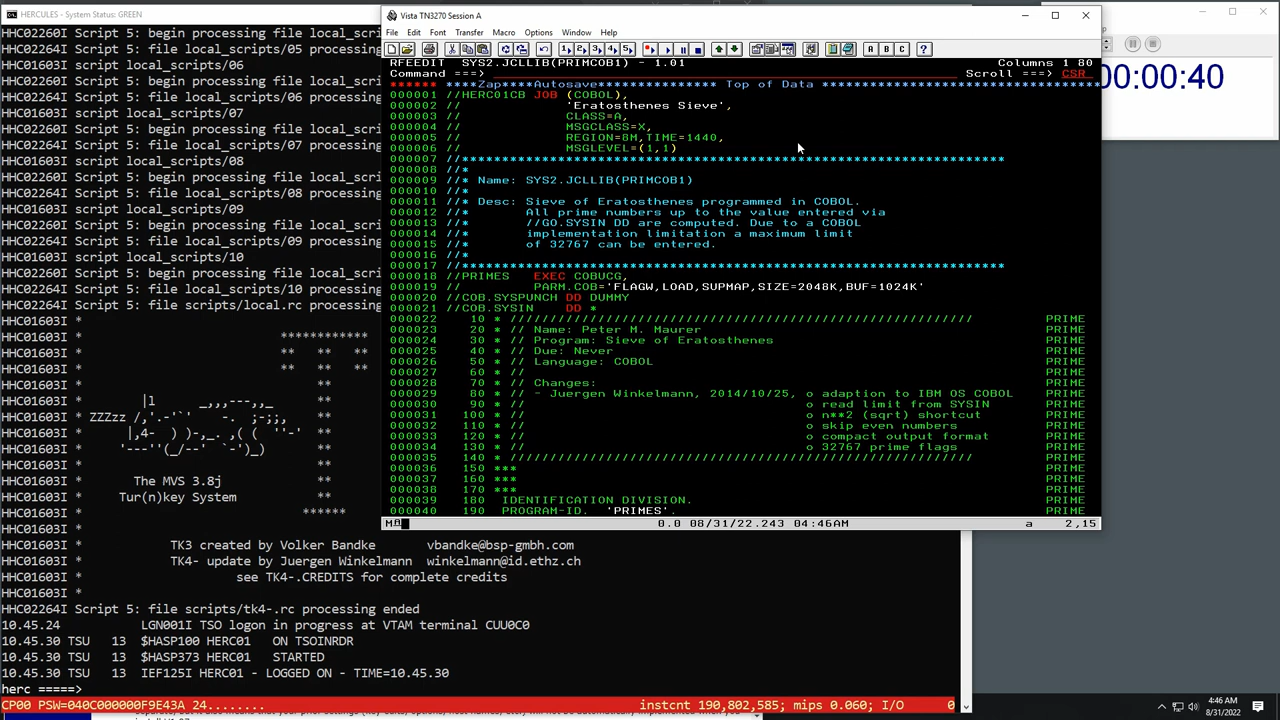 HERCULES - System Status: GREEN
HHC02260I Script 5: begin processing file local_scri
HHC01603I
HHC02264I Script 5: file local_scripts/05 processing
HHC02260I Script 5: begin processing file local_scri
HHC01603I # local_scripts/06
HHC02264I Script 5: file local_scripts/06 processing
HHC02260I Script 5: begin processing file local_scri
HHC01603I # local_scripts/07
HHC02260I Script 5: begin processing file local_scri
HHC01603I # local_scripts/08
HHC02260I Script 5: begin processing file local_scri
HHC02264I Script 5: file local_scripts/08 processing
HHC01603I # local_scripts/09
HHC02260I Script 5: begin processing file local_scri
HHC02264I Script 5: file local_scripts/09 processing
HHC01603I # local_scripts/10
HHC02260I Script 5: begin processing file local_scri
HHC02264I Script 5: file local_scripts/10 processing
HHC02264I Script 5: file scripts/local.rc processing
HHC01603I *
HHC01603I * ***********
HHC01603I * ** ** **
HHC01603I * ** ** **
HHC01603I * **
HHC01603I * |l _,,,---,,_ **
HHC01603I * ZZZzz /,'.-'`' -. ;-;;, **
HHC01603I * |,4- ) )-,_. ,( ( ''-' **
HHC01603I * '---''(_/--' `-')_) **
HHC01603I * **
HHC01603I * The MVS 3.8j **
HHC01603I * Tur(n)key System **
HHC01603I * ******
HHC01603I *
HHC01603I * TK3 created by Volker Bandke vbandke@bsp-gmbh.com
HHC01603I * TK4- update by Juergen Winkelmann winkelmann@id.ethz.ch
HHC01603I * see TK4-.CREDITS for complete credits
HHC01603I *
HHC02264I Script 5: file scripts/tk4-.rc processing ended
10.45.24 LGN001I TSO logon in progress at VTAM terminal CUU0C0
10.45.30 TSU 13 $HASP100 HERC01 ON TSOINRDR
10.45.30 TSU 13 $HASP373 HERC01 STARTED
10.45.30 TSU 13 IEF125I HERC01 - LOGGED ON - TIME=10.45.30
herc =====>
CP00 PSW=040C000000F9E43A 24........ instcnt 190,802,585; mips 0.060; I/O 0
Vista TN3270 Session A
File Edit Font Transfer Macro Options Window Help
A B C ?
RFEEDIT SYS2.JCLLIB(PRIMCOB1) - 1.01 Columns 1 80
Command ===> Scroll ===> CSR
****** ****Zap****Autosave************** Top of Data ************************************
000001 //HERC01CB JOB (COBOL),
000002 // 'Eratosthenes Sieve',
000003 // CLASS=A,
000004 // MSGCLASS=X,
000005 // REGION=8M,TIME=1440,
000006 // MSGLEVEL=(1,1)
000007 //*********************************************************************
000008 //*
000009 //* Name: SYS2.JCLLIB(PRIMCOB1)
000010 //*
000011 //* Desc: Sieve of Eratosthenes programmed in COBOL.
000012 //* All prime numbers up to the value entered via
000013 //* //GO.SYSIN DD are computed. Due to a COBOL
000014 //* implementation limitation a maximum limit
000015 //* of 32767 can be entered.
000016 //*
000017 //*********************************************************************
000018 //PRIMES EXEC COBUCG,
000019 // PARM.COB='FLAGW,LOAD,SUPMAP,SIZE=2048K,BUF=1024K'
000020 //COB.SYSPUNCH DD DUMMY
000021 //COB.SYSIN DD *
000022 10 * ///////////////////////////////////////////////////////// PRIME
000023 20 * // Name: Peter M. Maurer PRIME
000024 30 * // Program: Sieve of Eratosthenes PRIME
000025 40 * // Due: Never PRIME
000026 50 * // Language: COBOL PRIME
000027 60 * // PRIME
000028 70 * // Changes: PRIME
000029 80 * // - Juergen Winkelmann, 2014/10/25, o adaption to IBM OS COBOL PRIME
000030 90 * // o read limit from SYSIN PRIME
000031 100 * // o n**2 (sqrt) shortcut PRIME
000032 110 * // o skip even numbers PRIME
000033 120 * // o compact output format PRIME
000034 130 * // o 32767 prime flags PRIME
000035 140 * ///////////////////////////////////////////////////////// PRIME
000036 150 *** PRIME
000037 160 *** PRIME
000038 170 *** PRIME
000039 180 IDENTIFICATION DIVISION. PRIME
000040 190 PROGRAM-ID. 'PRIMES'. PRIME
0.0 08/31/22.243 04:46AM a 2,15
00:00:40
4:46 AM
8/31/2022